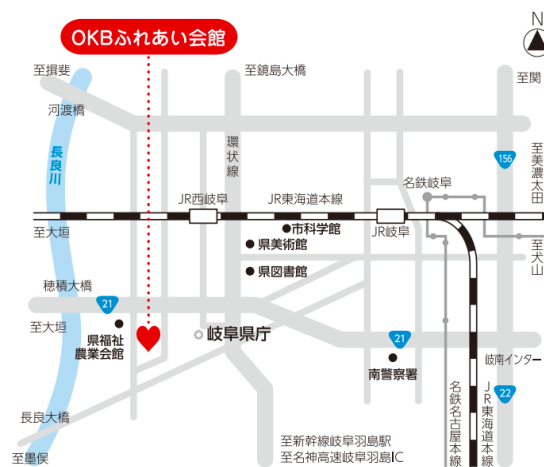 N
OKBふれあい会館
至揖斐
至鏡島大橋
至関
河渡橋
長良川
環状線
156
至美濃太田
名鉄岐阜
JR西岐阜
JR東海道本線
市科学館
JR岐阜
至大垣
県美術館
至犬山
県図書館
穂積大橋
21
至大垣
県福祉
農業会館
岐阜県庁
21
岐南インター
南警察署
22
名鉄名古屋本線
JR東海道本線
長良大橋
至墨俣
至新幹線岐阜羽島駅
至名神高速岐阜羽島IC